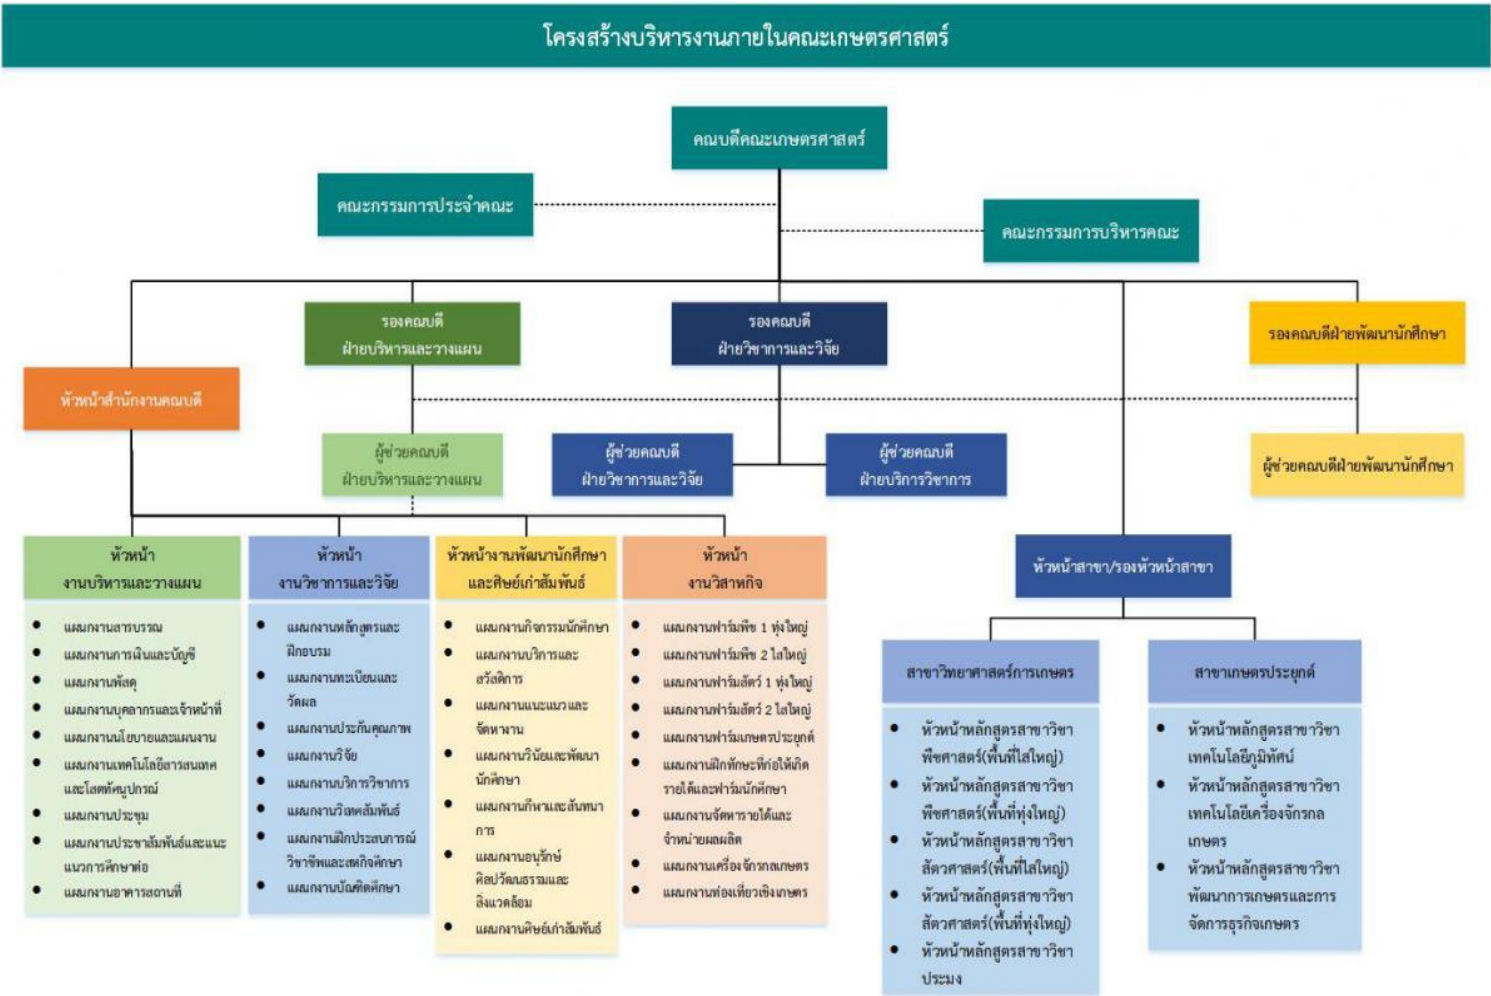 โครงสร้างบริหารงานภายในคณะเกษตรศาสตร์
คณบดีคณะเกษตรศาสตร์
คณะกรรมการประจำคณะ
คณะกรรมการบริหารคณะ
รองคณบดี
ฝ่ายบริหารและวางแผน
รองคณบดี
ฝ่ายวิชาการและวิจัย
รองคณบดีฝ่ายพัฒนานักศึกษา
หัวหน้าสำนักงานคณบดี
ผู้ช่วยคณบดี
ฝ่ายบริหารและวางแผน
ผู้ช่วยคณบดี
ฝ่ายวิชาการและวิจัย
ผู้ช่วยคณบดี
ฝ่ายบริการวิชาการ
ผู้ช่วยคณบดีฝ่ายพัฒนานักศึกษา
หัวหน้า
งานบริหารและวางแผน
• แผนกงานสารบรรณ
• แผนกงานการเงินและบัญชี
• แผนกงานพัสดุ
• แผนกงานบุคลากรและเจ้าหน้าที่
• แผนกงานนโยบายและแผนงาน
• แผนกงานเทคโนโลยีสารสนเทศ
และโสตทัศนูปกรณ์
• แผนกงานประชุม
• แผนกงานประชาสัมพันธ์และแนะ
แนวการศึกษาต่อ
• แผนกงานอาคารสถานที่
หัวหน้า
งานวิชาการและวิจัย
• แผนกงานหลักสูตรและ
ฝึกอบรม
• แผนกงานทะเบียนและ
วัดผล
• แผนกงานประกันคุณภาพ
• แผนกงานวิจัย
• แผนกงานบริการวิชาการ
• แผนกงานวิเทศสัมพันธ์
• แผนกงานฝึกประสบการณ์
วิชาชีพและสหกิจศึกษา
• แผนกงานบัณฑิตศึกษา
หัวหน้างานพัฒนานักศึกษา
และศิษย์เก่าสัมพันธ์
• แผนกงานกิจกรรมนักศึกษา
• แผนกงานบริการและ
สวัสดิการ
• แผนกงานแนะแนวและ
จัดหางาน
• แผนกงานวินัยและพัฒนา
นักศึกษา
• แผนกงานกีฬาและสันทนา
การ
• แผนกงานอนุรักษ์
ศิลปวัฒนธรรมและ
สิ่งแวดล้อม
• แผนกงานศิษย์เก่าสัมพันธ์
หัวหน้า
งานวิสาหกิจ
• แผนกงานฟาร์มพืช 1 ทุ่งใหญ่
• แผนกงานฟาร์มพืช 2 ไสใหญ่
• แผนกงานฟาร์มสัตว์ 1 ทุ่งใหญ่
• แผนกงานฟาร์มสัตว์ 2 ไสใหญ่
• แผนกงานฟาร์มเกษตรประยุกต์
• แผนกงานฝึกทักษะที่ก่อให้เกิด
รายได้และฟาร์มนักศึกษา
• แผนกงานจัดหารายได้และ
จำหน่ายผลผลิต
• แผนกงานเครื่องจักรกลเกษตร
• แผนกงานท่องเที่ยวเชิงเกษตร
หัวหน้าสาขา/รองหัวหน้าสาขา
สาขาวิทยาศาสตร์การเกษตร
• หัวหน้าหลักสูตรสาขาวิชา
พืชศาสตร์(พื้นที่ไสใหญ่)
• หัวหน้าหลักสูตรสาขาวิชา
พืชศาสตร์(พื้นที่ทุ่งใหญ่)
• หัวหน้าหลักสูตรสาขาวิชา
สัตวศาสตร์(พื้นที่ไสใหญ่)
• หัวหน้าหลักสูตรสาขาวิชา
สัตวศาสตร์(พื้นที่ทุ่งใหญ่)
• หัวหน้าหลักสูตรสาขาวิชา
ประมง
สาขาเกษตรประยุกต์
• หัวหน้าหลักสูตรสาขาวิชา
เทคโนโลยีภูมิทัศน์
• หัวหน้าหลักสูตรสาขาวิชา
เทคโนโลยีเครื่องจักรกล
เกษตร
• หัวหน้าหลักสูตรสาขาวิชา
พัฒนาการเกษตรและการ
จัดการธุรกิจเกษตร